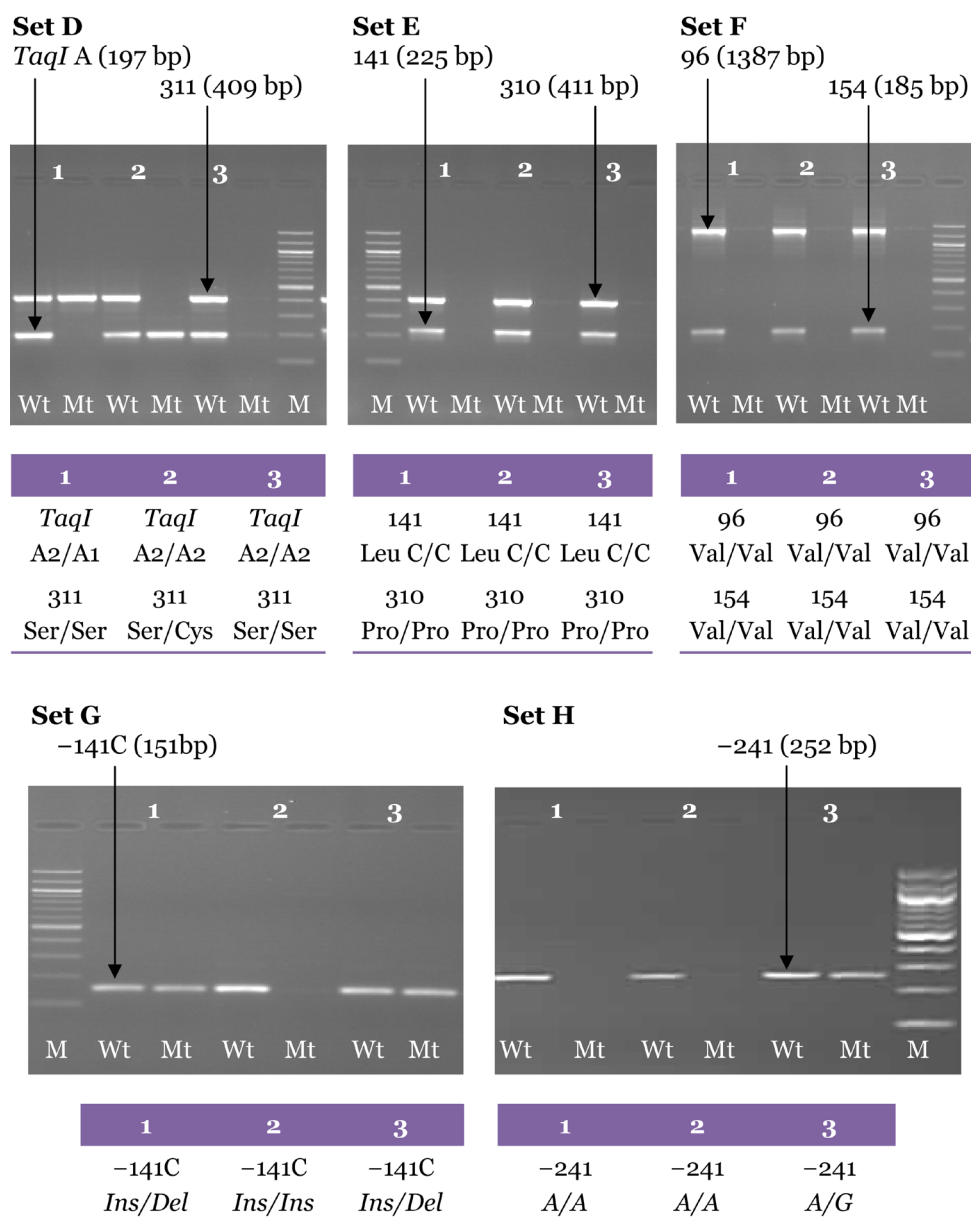 Set D
TaqI A (197 bp)
311 (409 bp)
1 2 3
Wt Mt Wt Mt Wt Mt M
1 2 3
TaqI TaqI TaqI
A2/A1 A2/A2 A2/A2
311 311 311
Ser/Ser Ser/Cys Ser/Ser
Set E
141 (225 bp)
310 (411 bp)
1 2 3
M Wt Mt Wt Mt Wt Mt
1 2 3
141 141 141
Leu C/C Leu C/C Leu C/C
310 310 310
Pro/Pro Pro/Pro Pro/Pro
Set F
96 (1387 bp)
154 (185 bp)
1 2 3
Wt Mt Wt Mt Wt Mt
1 2 3
96 96 96
Val/Val Val/Val Val/Val
154 154 154
Val/Val Val/Val Val/Val
Set G
−141C (151bp)
1 2 3
M Wt Mt Wt Mt Wt Mt
1 2 3
−141C −141C −141C
Ins/Del Ins/Ins Ins/Del
Set H
−241 (252 bp)
1 2 3
Wt Mt Wt Mt Wt Mt M
1 2 3
−241 −241 −241
A/A A/A A/G